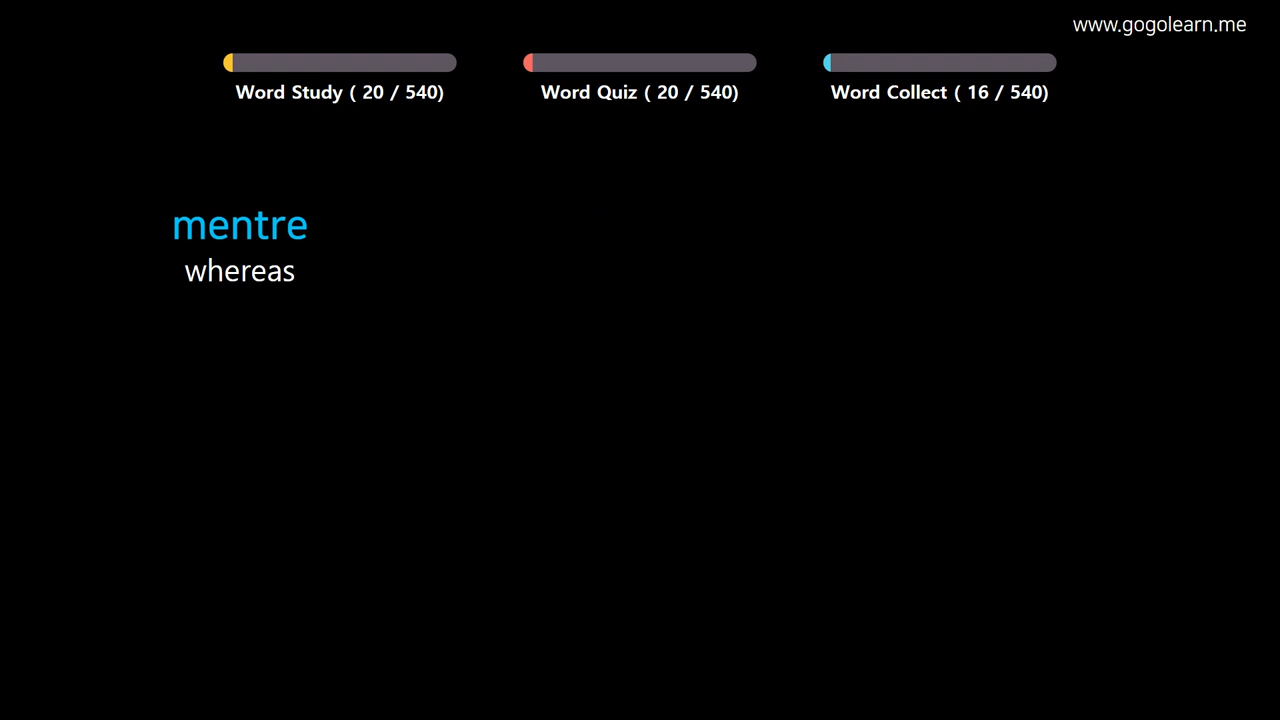 www.gogolearn.me
Word Study ( 20 / 540)
Word Quiz ( 20 / 540)
Word Collect ( 16 / 540)
mentre
whereas